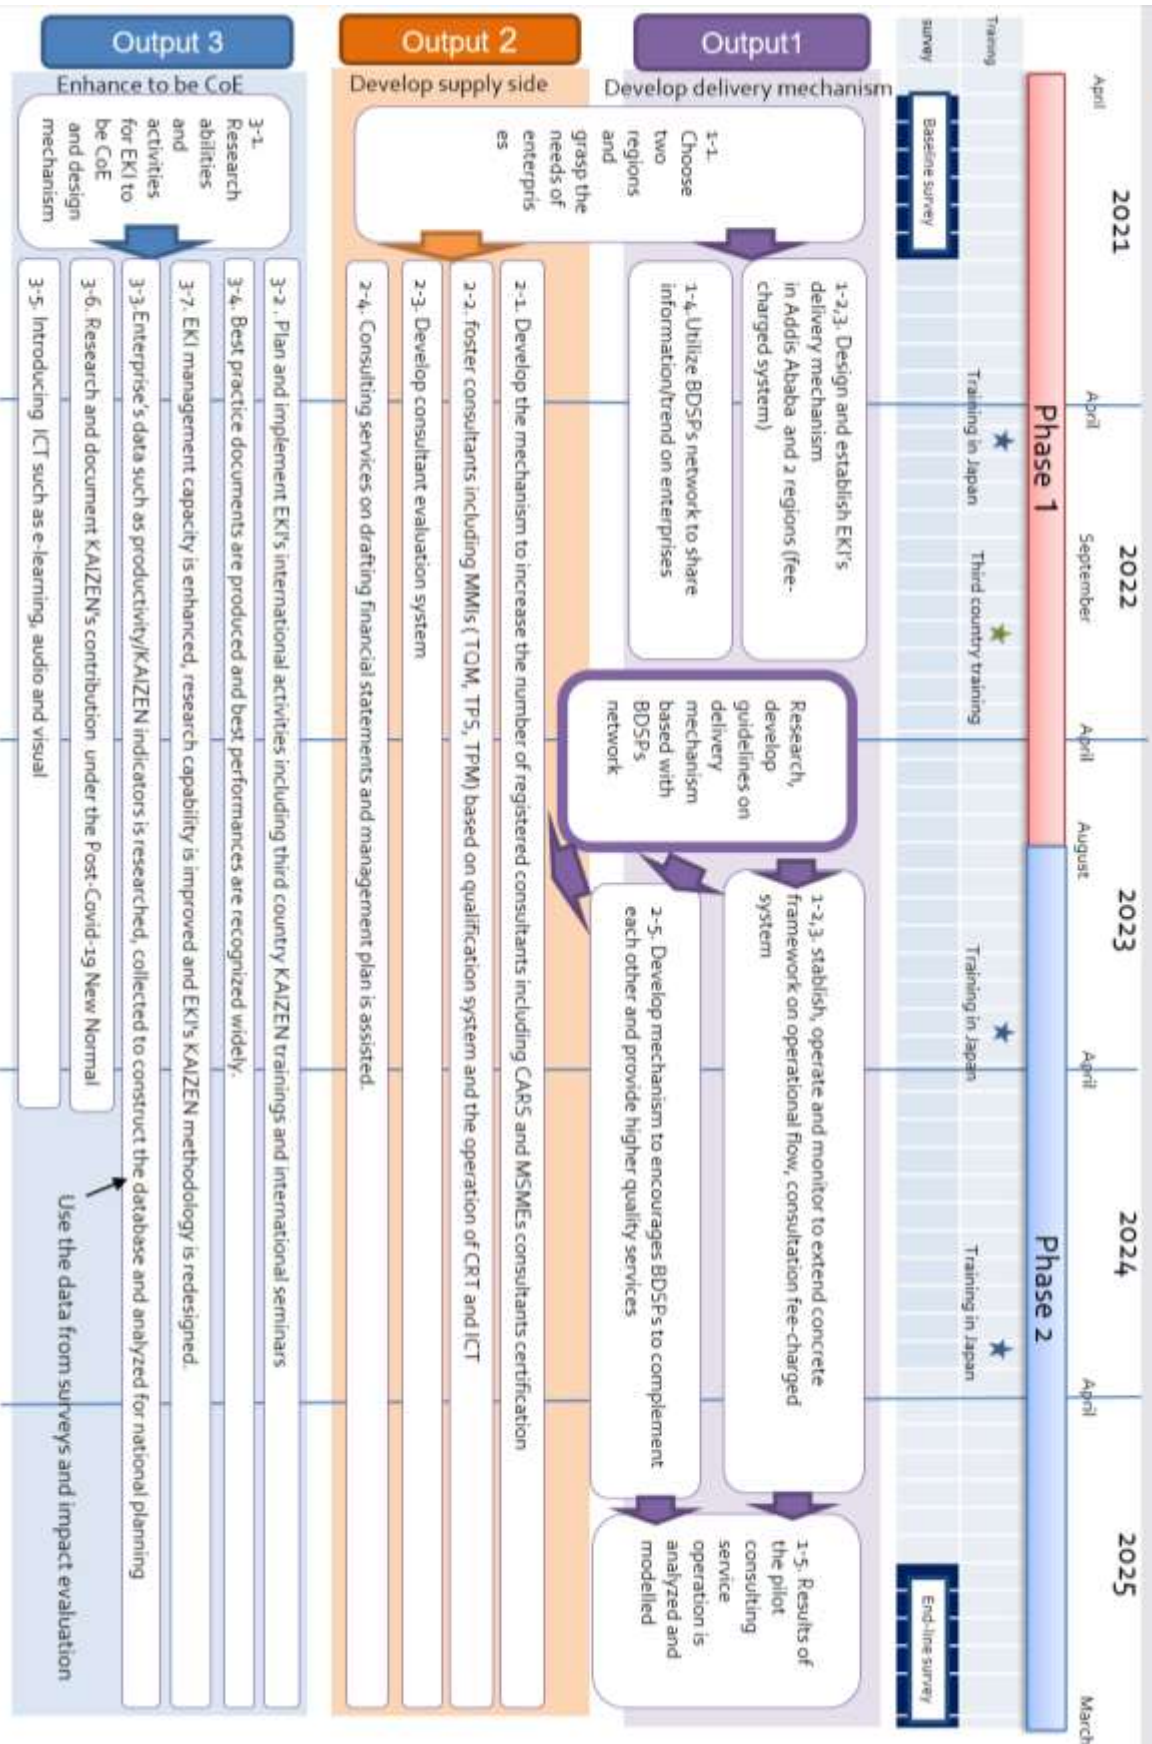 2021
2022
2023
2024
2025
April
April
September
April
August
April
April
March
Phase 1
Phase 2
Training
Training in Japan
Third country training
Training in Japan
Training in Japan
survey
Baseline survey
End-line survey
Output1
Develop delivery mechanism
1-1.
Choose
two
regions
and
grasp the
needs of
enterpris
es
1-2,3. Design and establish EKI's
delivery mechanism
in Addis Ababa and 2 regions (fee-
charged system)
1-4.Utilize BDSPs network to share
information/trend on enterprises
Research,
develop
guidelines on
delivery
mechanism
based with
BDSPs
network
1-2,3. stablish, operate and monitor to extend concrete
framework on operational flow, consultation fee-charged
system
2-5. Develop mechanism to encourages BDSPs to complement
each other and provide higher quality services
1-5. Results of
the pilot
consulting
service
operation is
analyzed and
modelled
Output 2
Develop supply side
2-1. Develop the mechanism to increase the number of registered consultants including CARS and MSMEs consultants certification
2-2. foster consultants including MMIs ( TQM, TPS, TPM) based on qualification system and the operation of CRT and ICT
2-3. Develop consultant evaluation system
2-4. Consulting services on drafting financial statements and management plan is assisted.
Output 3
Enhance to be CoE
3-1.
Research
abilities
and
activities
for EKI to
be CoE
and design
mechanism
3-2 . Plan and implement EKI's international activities including third country KAIZEN trainings and international seminars
3-4. Best practice documents are produced and best performances are recognized widely.
3-7. EKI management capacity is enhanced, research capability is improved and EKI's KAIZEN methodology is redesigned.
3-3.Enterprise's data such as productivity/KAIZEN indicators is researched, collected to construct the database and analyzed for national planning
3-6. Research and document KAIZEN's contribution under the Post-Covid-19 New Normal
3-5. Introducing ICT such as e-learning, audio and visual
Use the data from surveys and impact evaluation